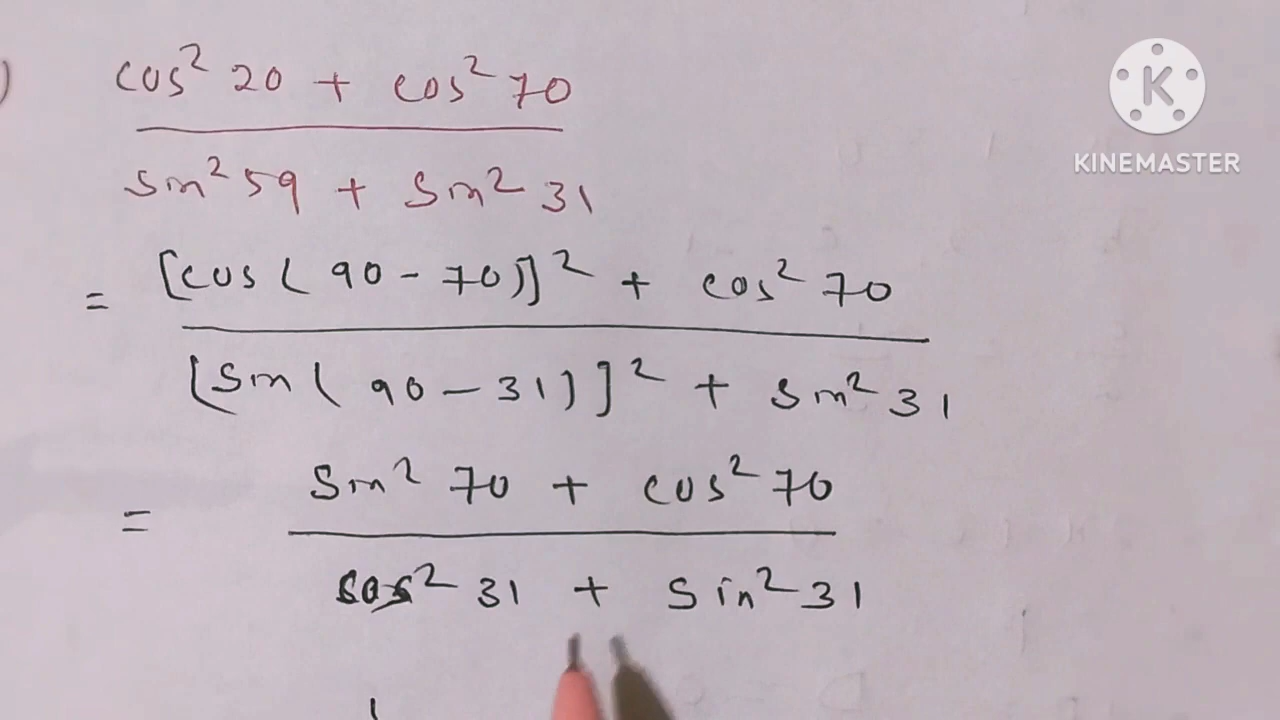 )
cos² 20 + cos² 70
sin² 59 + sin² 31
= [cos( 90 - 70)]² + cos² 70
[sin( 90 - 31)]² + sin² 31
= sin² 70 + cos² 70
cos² 31 + sin² 31
1
K
KINEMASTER